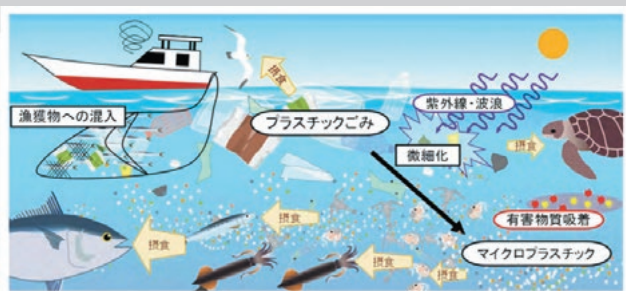 摂食
漁獲物への混入
プラスチックごみ
紫外線・波浪
微細化
摂食
有害物質吸着
摂食
摂食
摂食
摂食
マイクロプラスチック